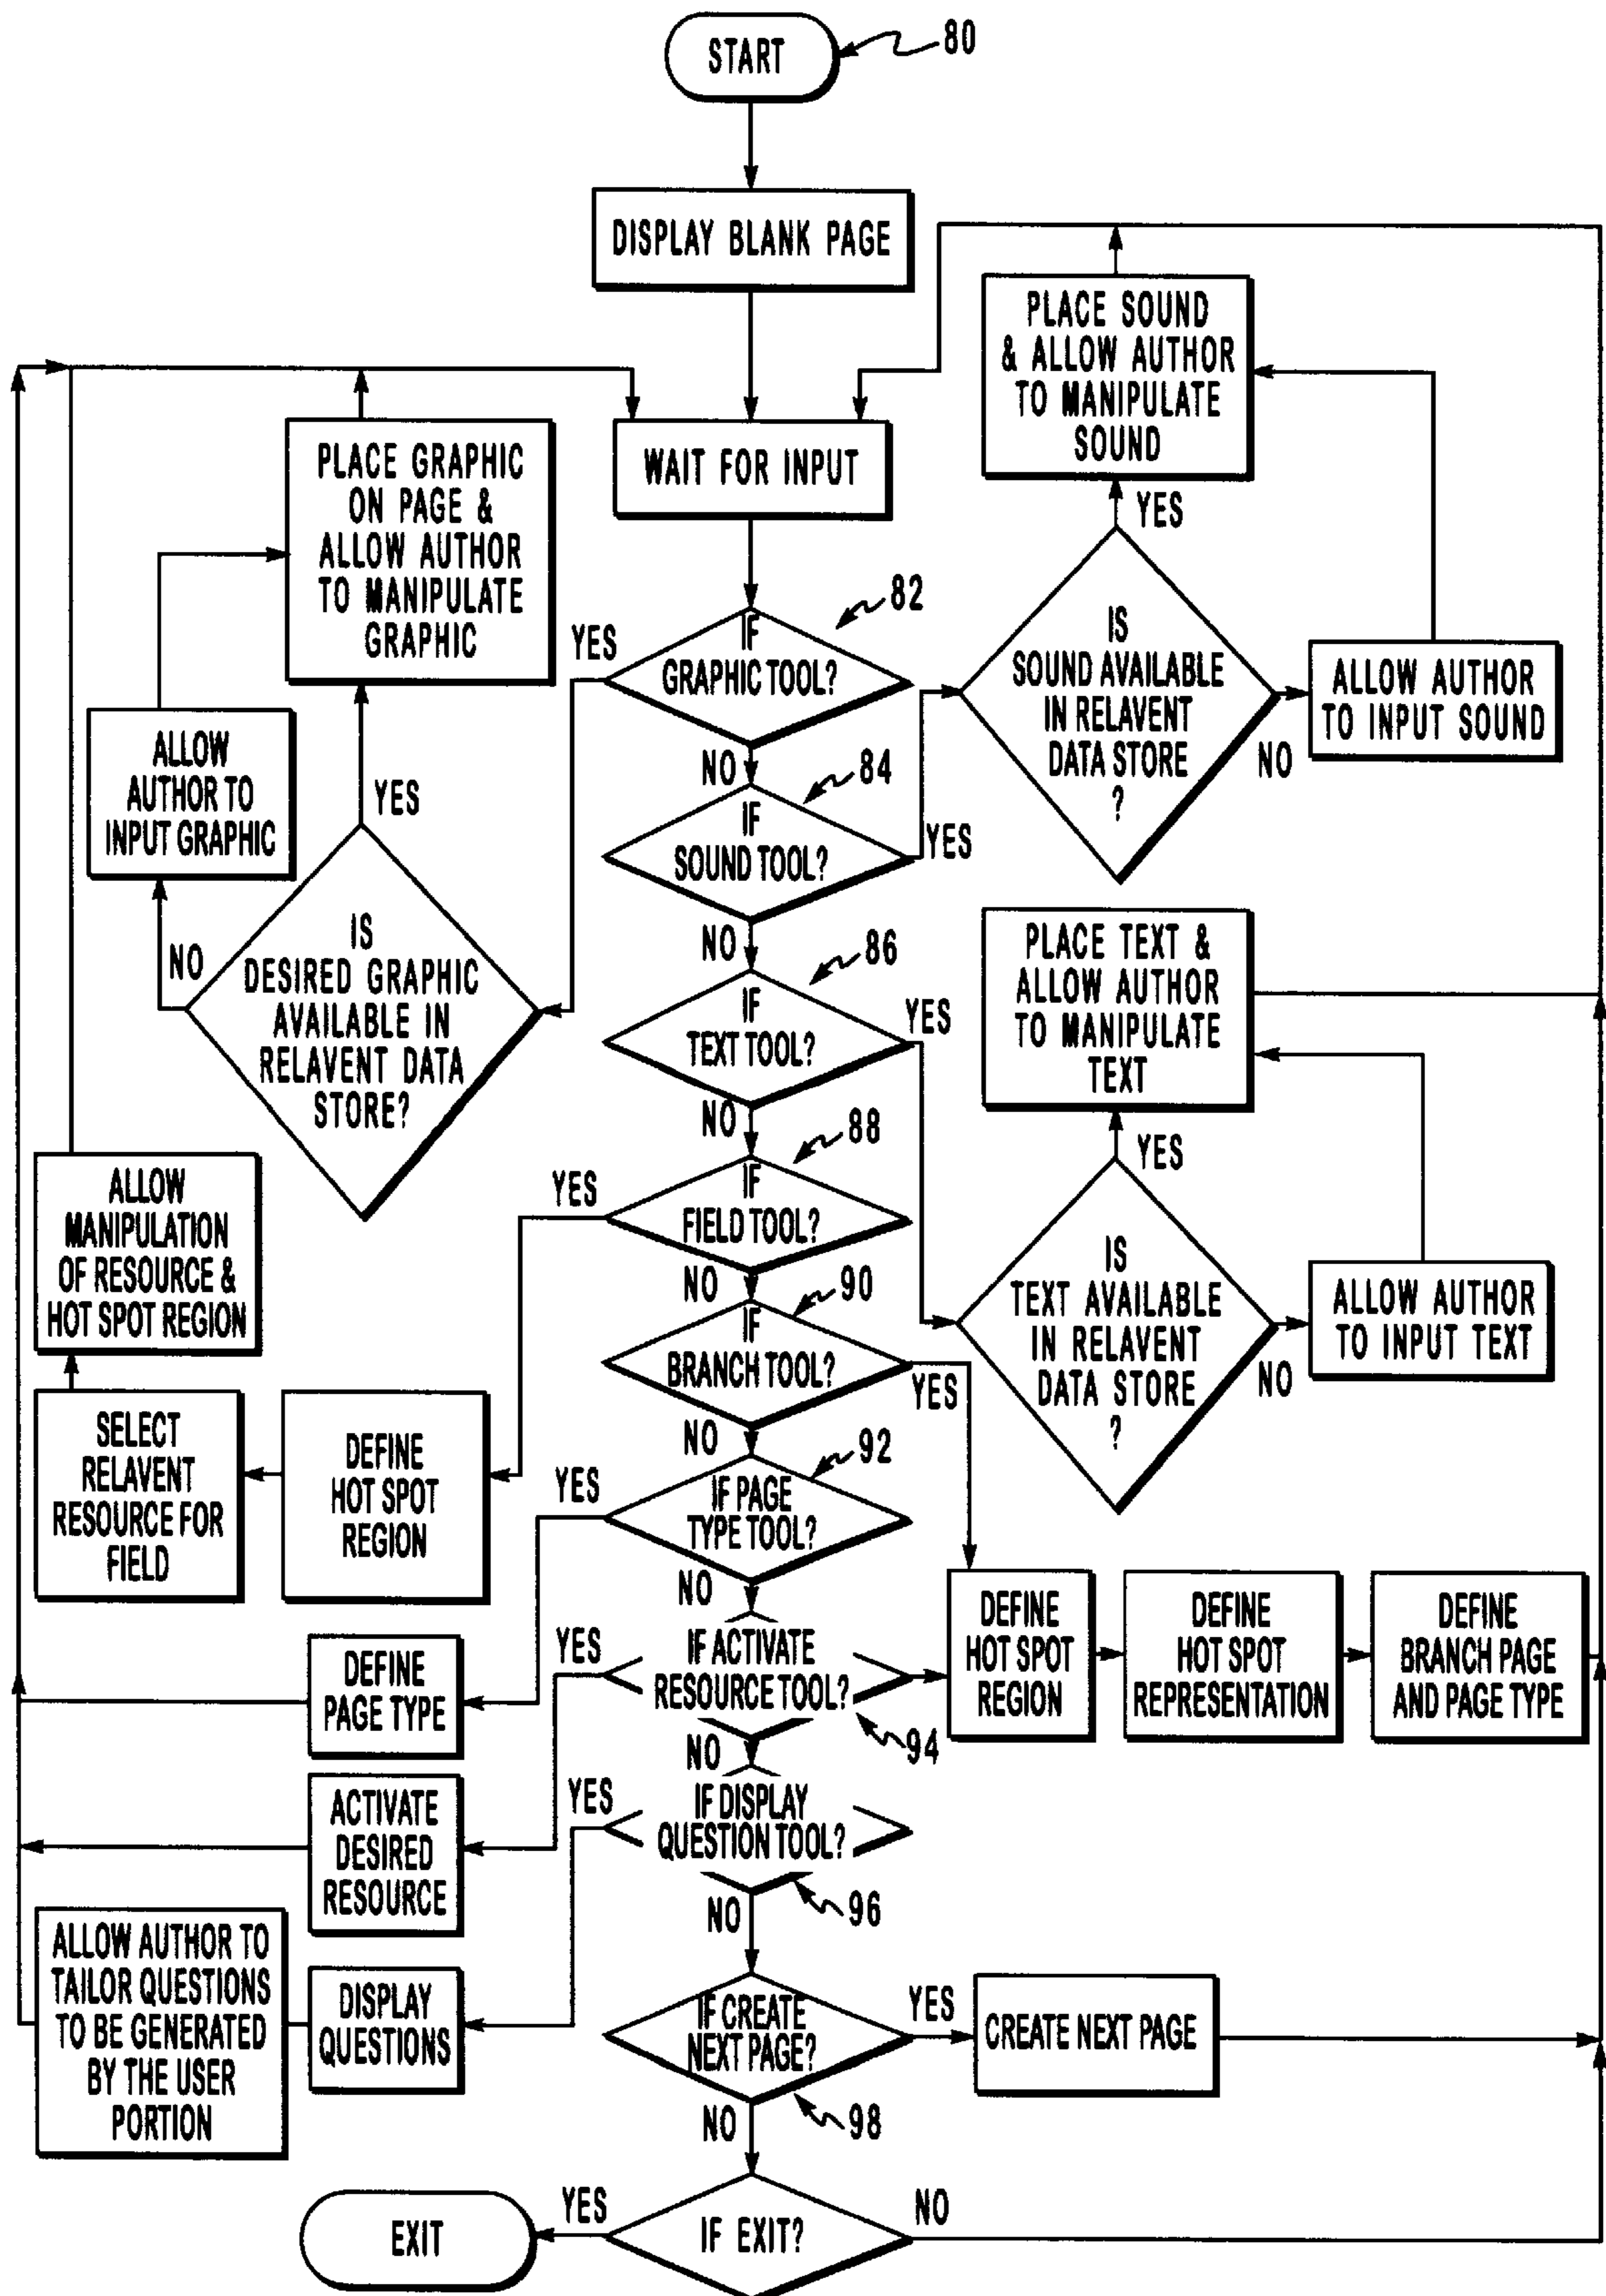 START
80
DISPLAY BLANK PAGE
PLACE SOUND
& ALLOW AUTHOR
TO MANIPULATE
SOUND
WAIT FOR INPUT
PLACE GRAPHIC
ON PAGE &
ALLOW AUTHOR
TO MANIPULATE
GRAPHIC
YES
82
IF
GRAPHIC TOOL?
YES
IS
SOUND AVAILABLE
IN RELAVENT
DATA STORE
?
NO
ALLOW AUTHOR
TO INPUT SOUND
ALLOW
AUTHOR TO
INPUT GRAPHIC
YES
NO
84
IF
SOUND TOOL?
YES
NO
IS
DESIRED GRAPHIC
AVAILABLE IN
RELAVENT DATA
STORE?
NO
86
IF
TEXT TOOL?
YES
PLACE TEXT &
ALLOW AUTHOR
TO MANIPULATE
TEXT
YES
NO
88
IF
FIELD TOOL?
YES
ALLOW
MANIPULATION
OF RESOURCE &
HOT SPOT REGION
IS
TEXT AVAILABLE
IN RELAVENT
DATA STORE
?
NO
ALLOW AUTHOR
TO INPUT TEXT
NO
90
IF
BRANCH TOOL?
YES
SELECT
RELAVENT
RESOURCE FOR
FIELD
DEFINE
HOT SPOT
REGION
NO
92
YES
IF PAGE
TYPE TOOL?
NO
DEFINE
HOT SPOT
REGION
DEFINE
HOT SPOT
REPRESENTATION
DEFINE
BRANCH PAGE
AND PAGE TYPE
DEFINE
PAGE TYPE
YES
IF ACTIVATE
RESOURCE TOOL?
94
NO
ACTIVATE
DESIRED
RESOURCE
YES
IF DISPLAY
QUESTION TOOL?
96
NO
ALLOW AUTHOR TO
TAILOR QUESTIONS
TO BE GENERATED
BY THE USER
PORTION
DISPLAY
QUESTIONS
IF CREATE
NEXT PAGE?
YES
CREATE NEXT PAGE
98
NO
IF EXIT?
YES
NO
EXIT